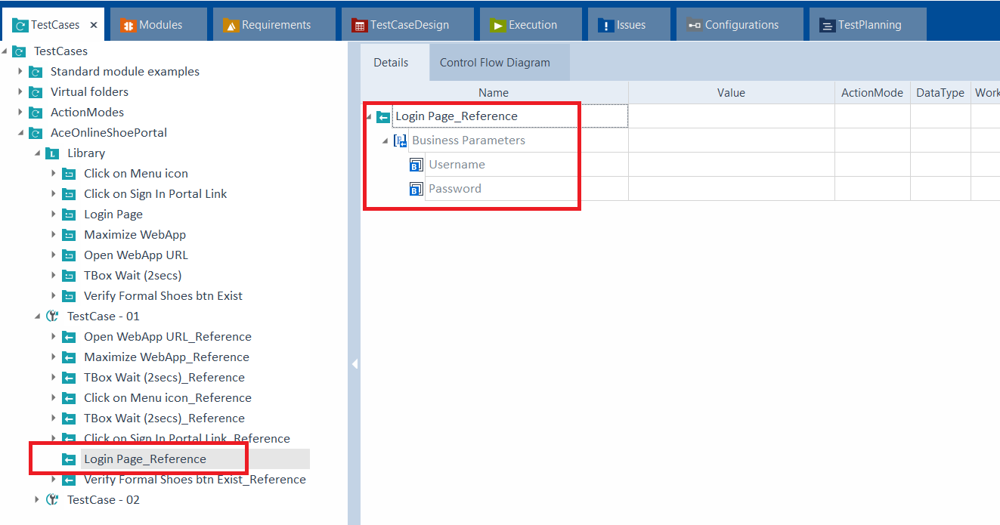 TestCases × Modules Requirements TestCaseDesign Execution Issues Configurations TestPlanning
TestCases
Standard module examples
Virtual folders
ActionModes
AceOnlineShoePortal
L Library
Click on Menu icon
Click on Sign In Portal Link
Login Page
Maximize WebApp
Open WebApp URL
TBox Wait (2secs)
Verify Formal Shoes btn Exist
TestCase - 01
Open WebApp URL_Reference
Maximize WebApp_Reference
TBox Wait (2secs)_Reference
Click on Menu icon_Reference
TBox Wait (2secs)_Reference
Click on Sign In Portal Link_Reference
Login Page_Reference
Verify Formal Shoes btn Exist_Reference
TestCase - 02
Details Control Flow Diagram
Name Value ActionMode DataType Work
Login Page_Reference
Business Parameters
B Username
B Password